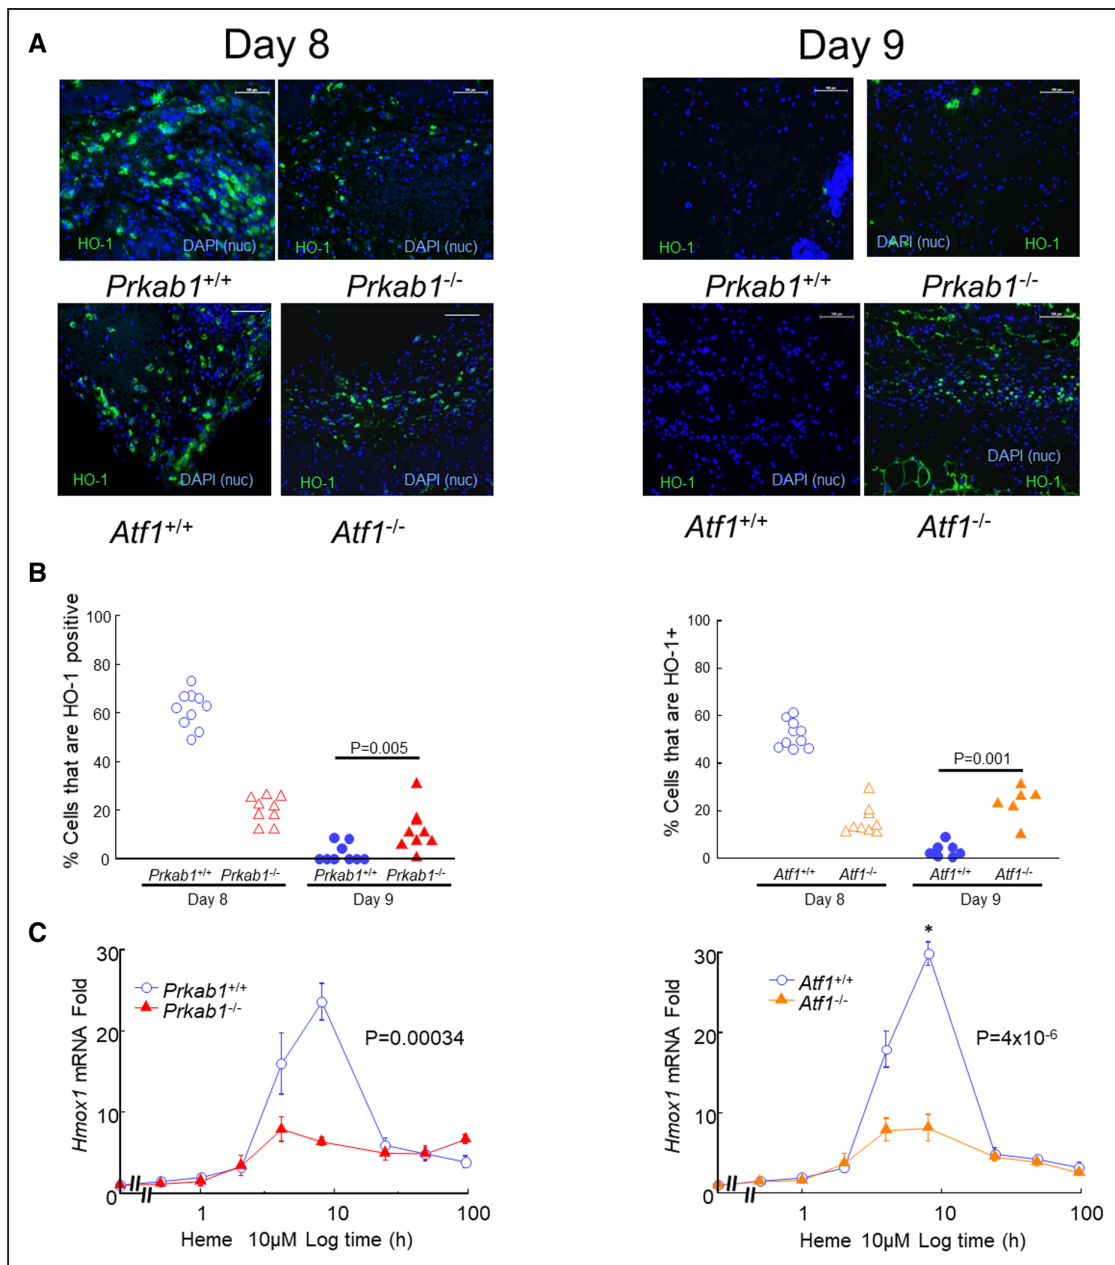 A
Day 8
Day 9
HO-1
DAPI (nuc)
HO-1
DAPI (nuc)
HO-1
DAPI (nuc)
HO-1
Prkab1+/+
Prkab1-/-
Prkab1+/+
Prkab1-/-
HO-1
DAPI (nuc)
HO-1
DAPI (nuc)
HO-1
DAPI (nuc)
DAPI (nuc)
HO-1
Atf1+/+
Atf1-/-
Atf1+/+
Atf1-/-
B
% Cells that are HO-1 positive
100
80
60
40
20
0
P=0.005
Prkab1+/+
Prkab1-/-
Prkab1+/+
Prkab1-/-
Day 8
Day 9
% Cells that are HO-1+
100
80
60
40
20
0
P=0.001
Atf1+/+
Atf1-/-
Atf1+/+
Atf1-/-
Day 8
Day 9
C
Hmox1 mRNA Fold
30
20
10
0
Prkab1+/+
Prkab1-/-
P=0.00034
1
10
100
Heme 10µM Log time (h)
Hmox1 mRNA Fold
30
20
10
0
*
Atf1+/+
Atf1-/-
P=4x10-6
1
10
100
Heme 10µM Log time (h)